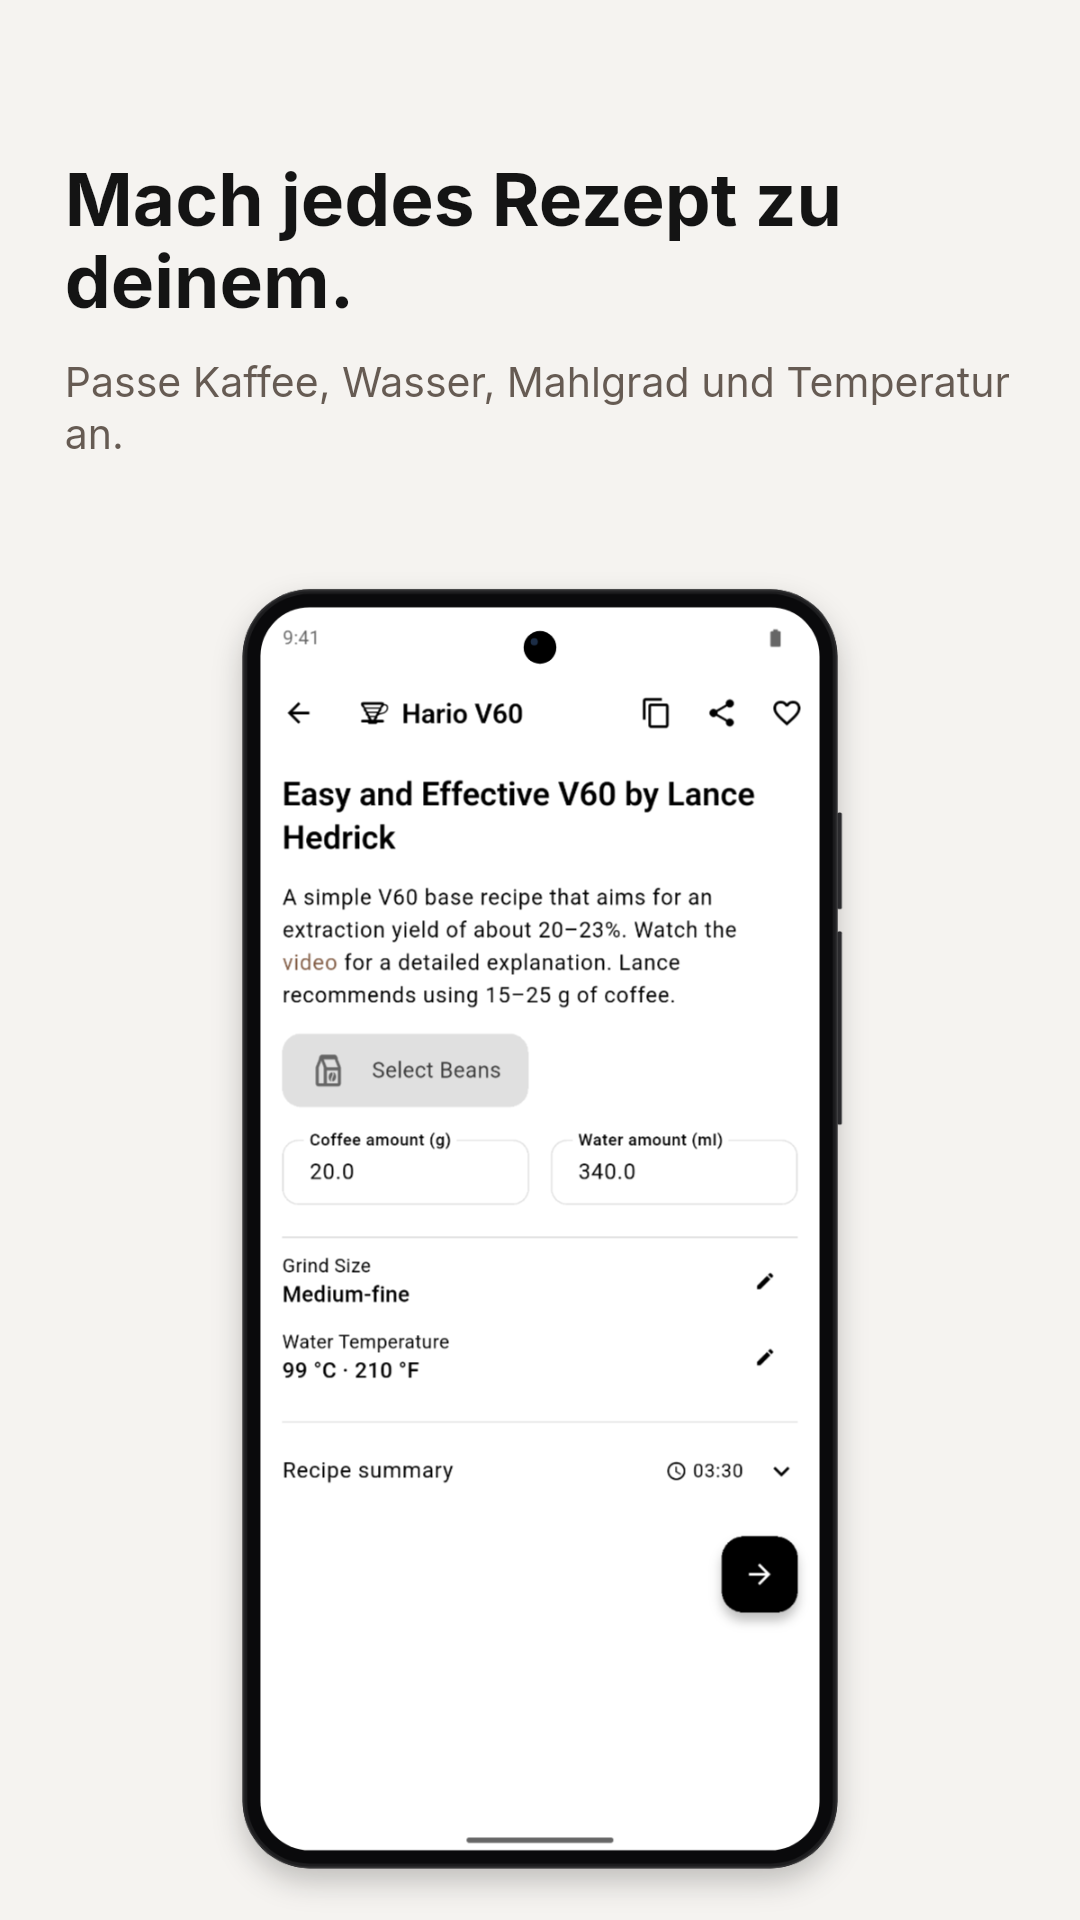 Mach jedes Rezept zu
deinem.
Passe Kaffee, Wasser, Mahlgrad und Temperatur
an.
9:41
Hario V60
Easy and Effective V60 by Lance
Hedrick
A simple V60 base recipe that aims for an
extraction yield of about 20–23%. Watch the
video for a detailed explanation. Lance
recommends using 15–25 g of coffee.
Select Beans
Coffee amount (g)
20.0
Water amount (ml)
340.0
Grind Size
Medium-fine
Water Temperature
99 °C · 210 °F
Recipe summary
03:30